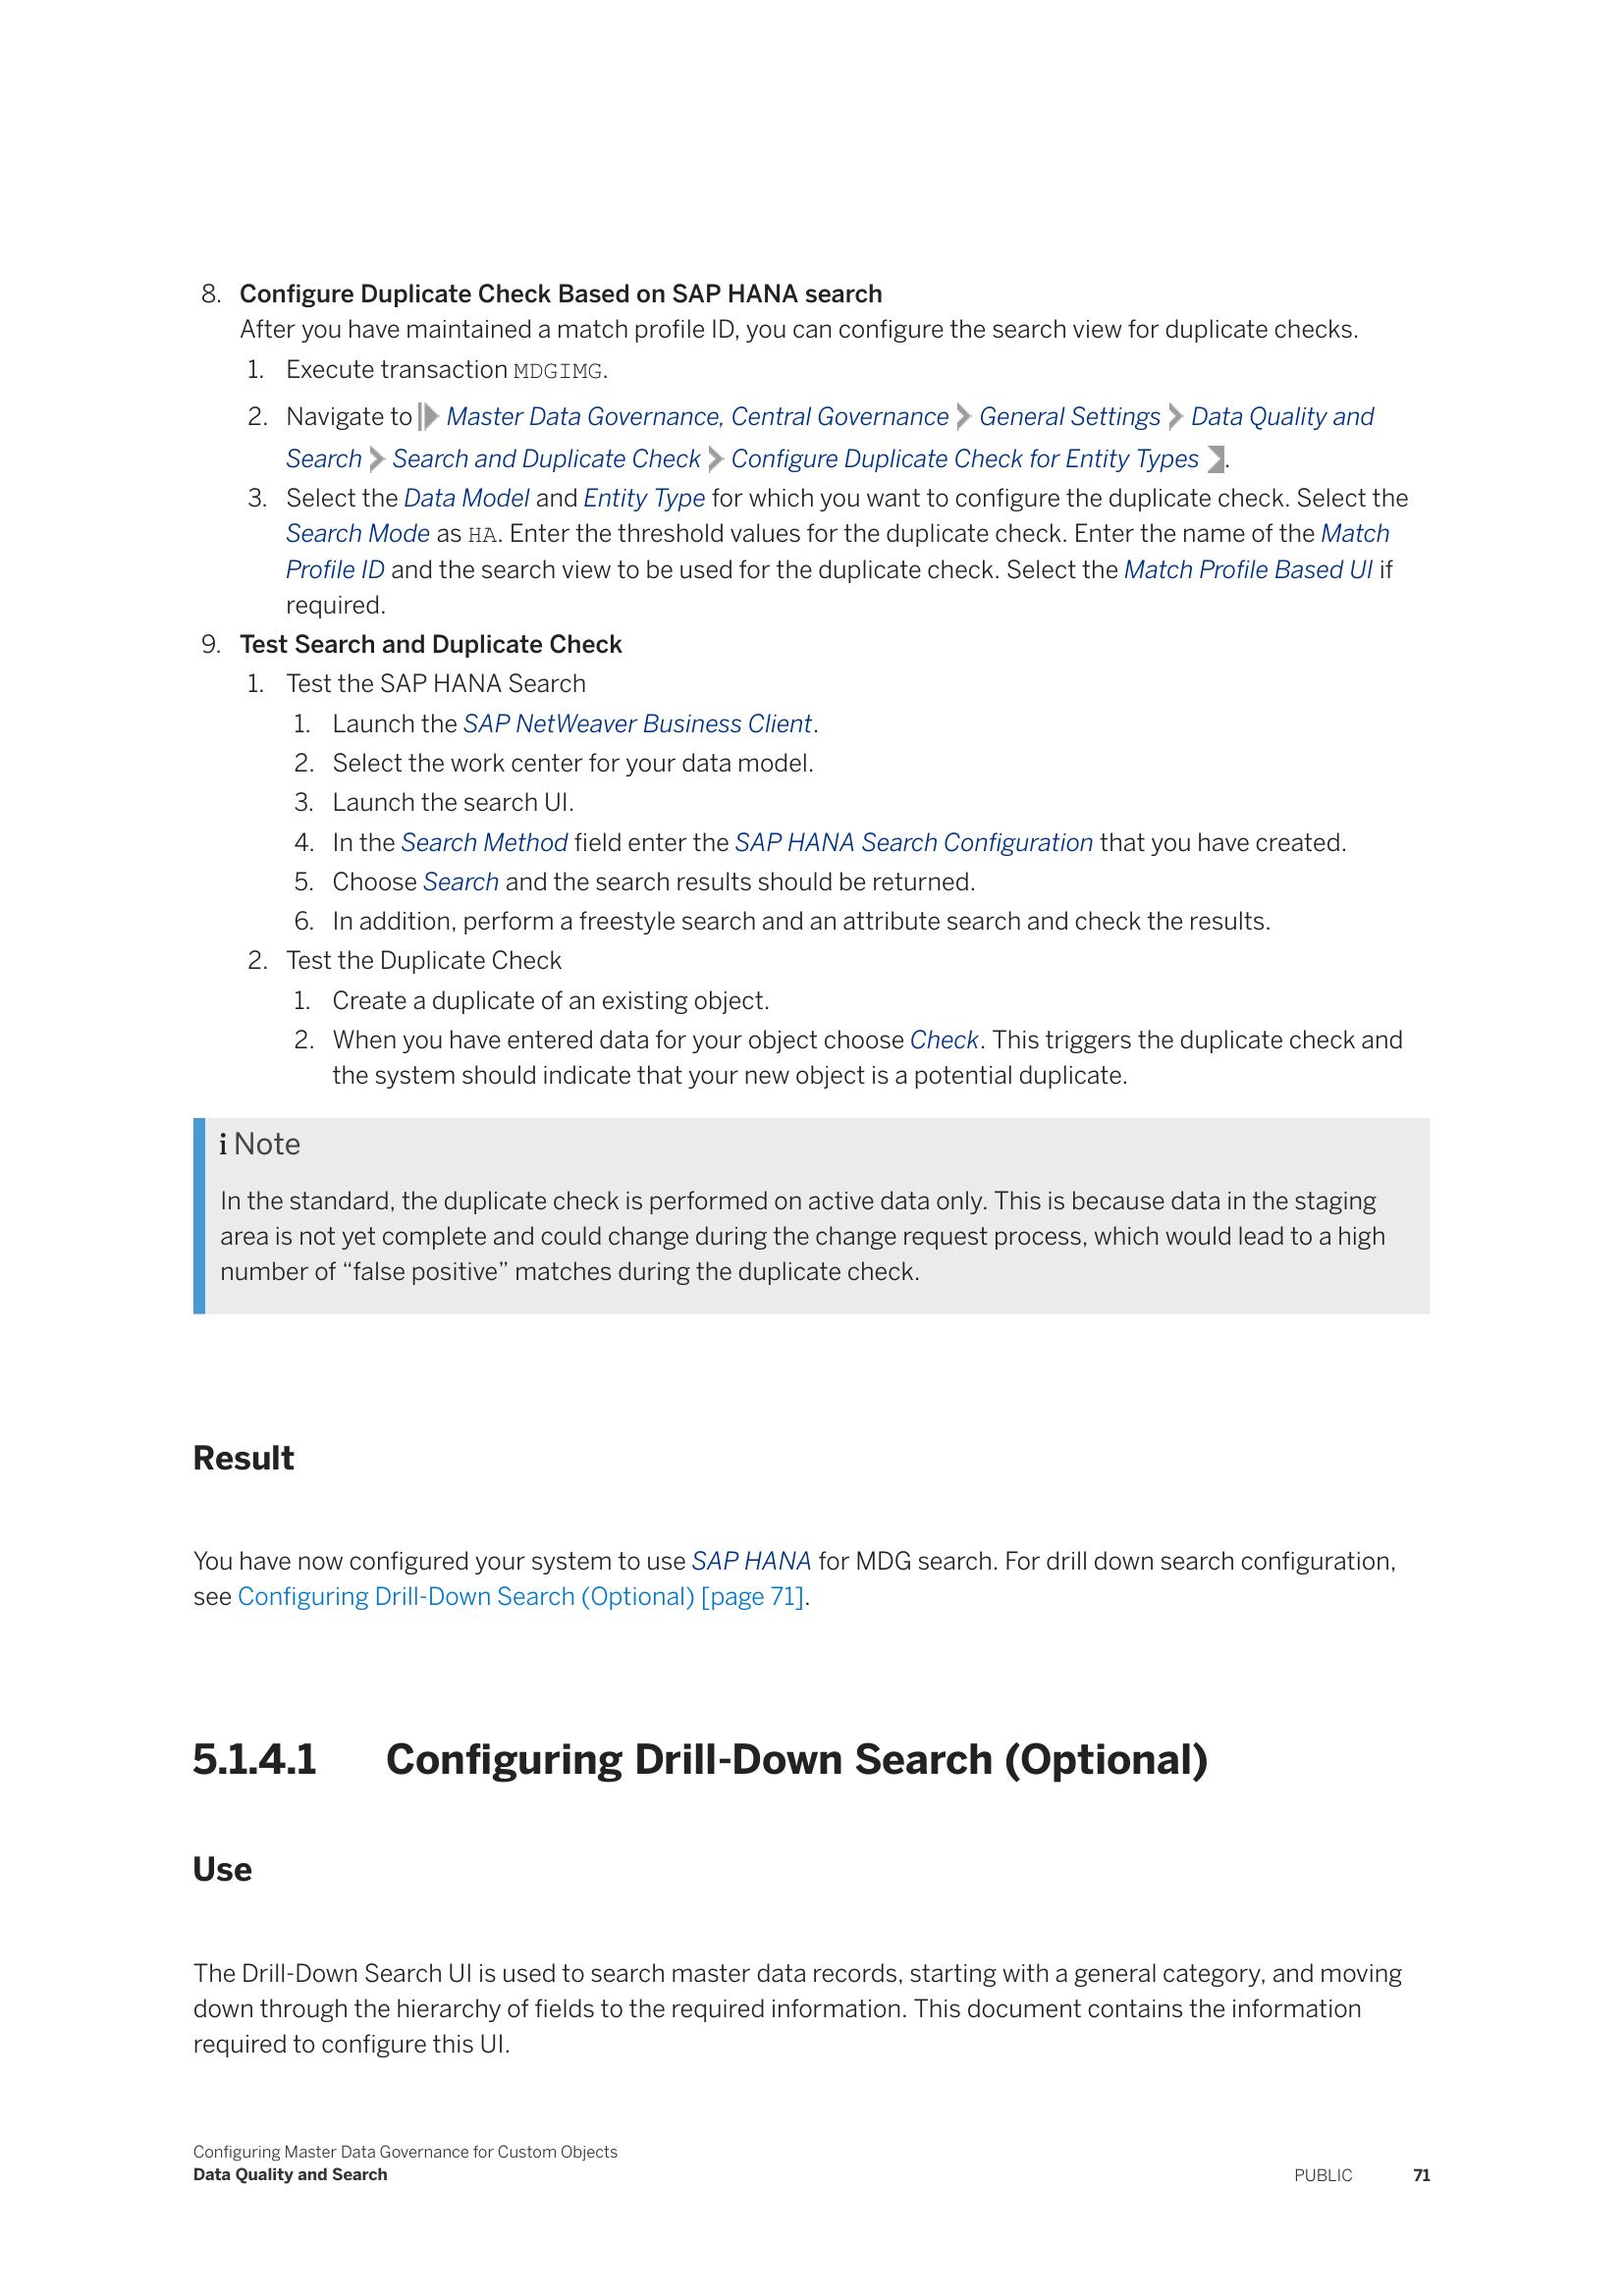 8. Configure Duplicate Check Based on SAP HANA search
After you have maintained a match profile ID, you can configure the search view for duplicate checks.
1. Execute transaction MDGIMG.
2. Navigate to Master Data Governance, Central Governance General Settings Data Quality and
Search Search and Duplicate Check Configure Duplicate Check for Entity Types .
3. Select the Data Model and Entity Type for which you want to configure the duplicate check. Select the
Search Mode as HA. Enter the threshold values for the duplicate check. Enter the name of the Match
Profile ID and the search view to be used for the duplicate check. Select the Match Profile Based UI if
required.
9. Test Search and Duplicate Check
1. Test the SAP HANA Search
1. Launch the SAP NetWeaver Business Client.
2. Select the work center for your data model.
3. Launch the search UI.
4. In the Search Method field enter the SAP HANA Search Configuration that you have created.
5. Choose Search and the search results should be returned.
6. In addition, perform a freestyle search and an attribute search and check the results.
2. Test the Duplicate Check
1. Create a duplicate of an existing object.
2. When you have entered data for your object choose Check. This triggers the duplicate check and
the system should indicate that your new object is a potential duplicate.
i Note
In the standard, the duplicate check is performed on active data only. This is because data in the staging
area is not yet complete and could change during the change request process, which would lead to a high
number of “false positive” matches during the duplicate check.
Result
You have now configured your system to use SAP HANA for MDG search. For drill down search configuration,
see Configuring Drill-Down Search (Optional) [page 71].
5.1.4.1 Configuring Drill-Down Search (Optional)
Use
The Drill-Down Search UI is used to search master data records, starting with a general category, and moving
down through the hierarchy of fields to the required information. This document contains the information
required to configure this UI.
Configuring Master Data Governance for Custom Objects
Data Quality and Search PUBLIC 71